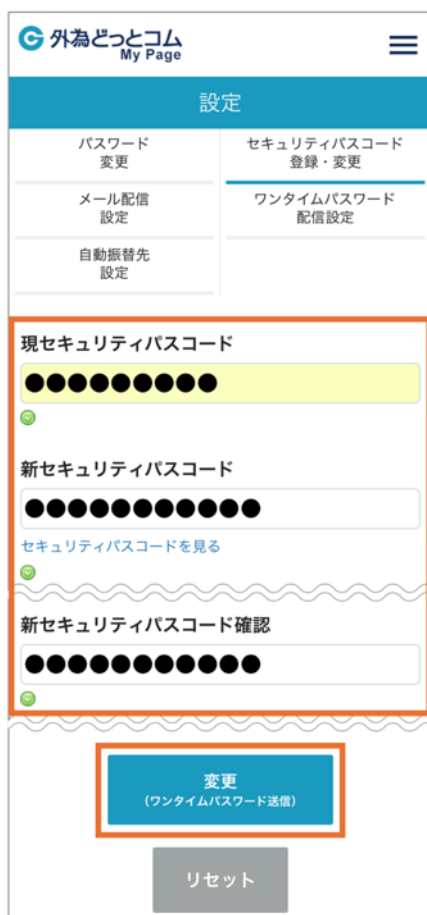 外為どっとコム
My Page
設定
パスワード
変更
セキュリティパスコード
登録・変更
メール配信
設定
ワンタイムパスワード
配信設定
自動振替先
設定
現セキュリティパスコード
●●●●●●●●●
新セキュリティパスコード
●●●●●●●●●●●
セキュリティパスコードを見る
新セキュリティパスコード確認
●●●●●●●●●●●
変更
(ワンタイムパスワード送信)
リセット